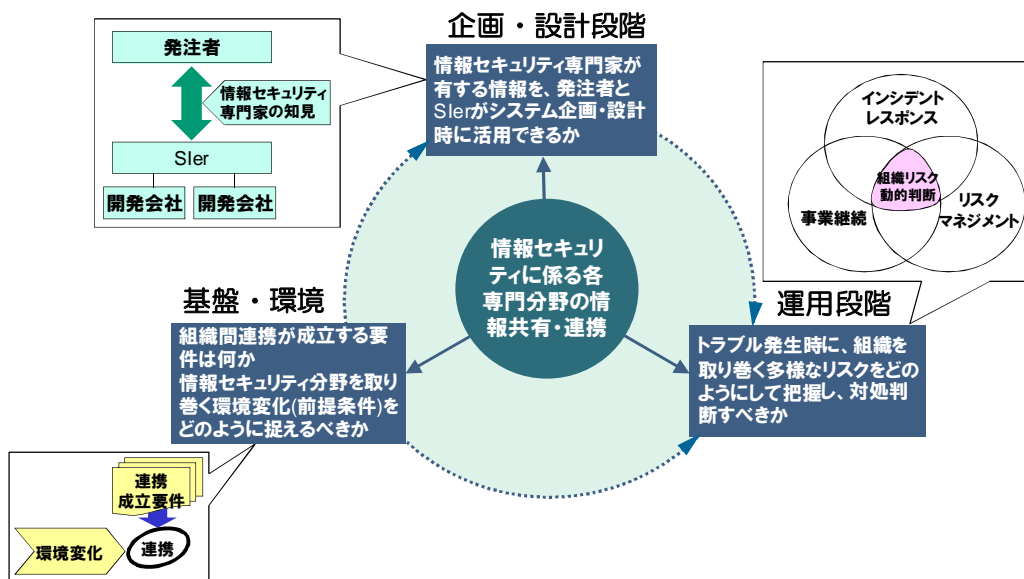 企画・設計段階
発注者
情報セキュリティ
専門家の知見
SIer
開発会社
開発会社
情報セキュリティ専門家が
有する情報を、発注者と
SIerがシステム企画・設計
時に活用できるか
インシデント
レスポンス
組織リスク
動的判断
事業継続
リスク
マネジメント
情報セキュリ
ティに係る各
専門分野の情
報共有・連携
基盤・環境
組織間連携が成立する要
件は何か
情報セキュリティ分野を取り
巻く環境変化(前提条件)を
どのように捉えるべきか
運用段階
トラブル発生時に、組織を
取り巻く多様なリスクをどの
ようにして把握し、対処判
断すべきか
連携
成立要件
環境変化
連携